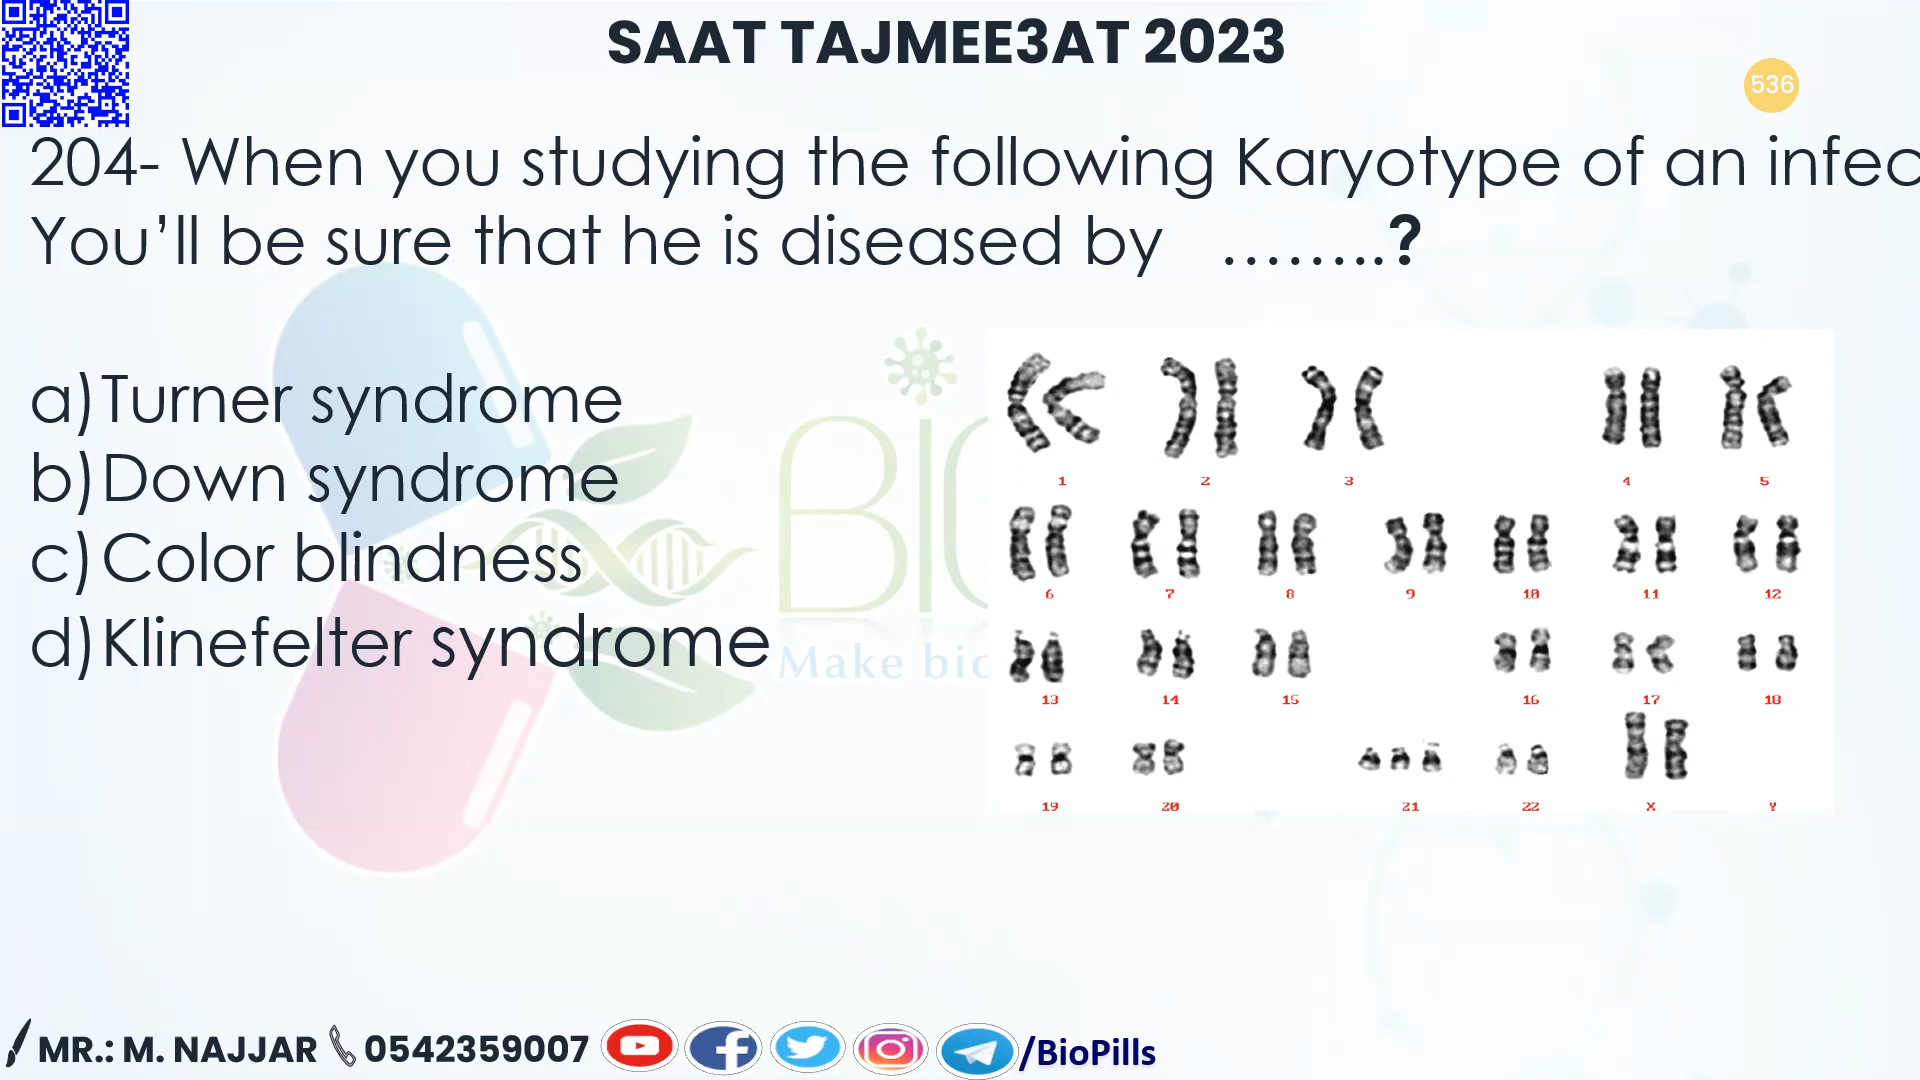 SAAT TAJMEE3AT 2023
536
204- When you studying the following Karyotype of an infec
You’ll be sure that he is diseased by ……..?
a) Turner syndrome
b) Down syndrome
c) Color blindness
d) Klinefelter syndrome
BIO
Make bio
1 2 3 4 5
6 7 8 9 10 11 12
13 14 15 16 17 18
19 20 21 22 X Y
MR.: M. NAJJAR 0542359007 /BioPills